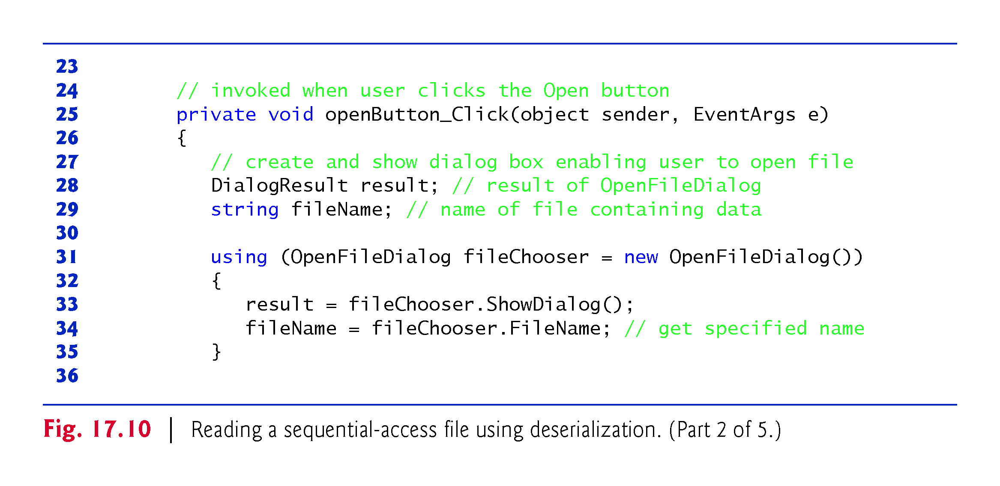 23
24 // invoked when user clicks the Open button
25 private void openButton_Click(object sender, EventArgs e)
26 {
27 // create and show dialog box enabling user to open file
28 DialogResult result; // result of OpenFileDialog
29 string fileName; // name of file containing data
30
31 using (OpenFileDialog fileChooser = new OpenFileDialog())
32 {
33 result = fileChooser.ShowDialog();
34 fileName = fileChooser.FileName; // get specified name
35 }
36
Fig. 17.10 | Reading a sequential-access file using deserialization. (Part 2 of 5.)